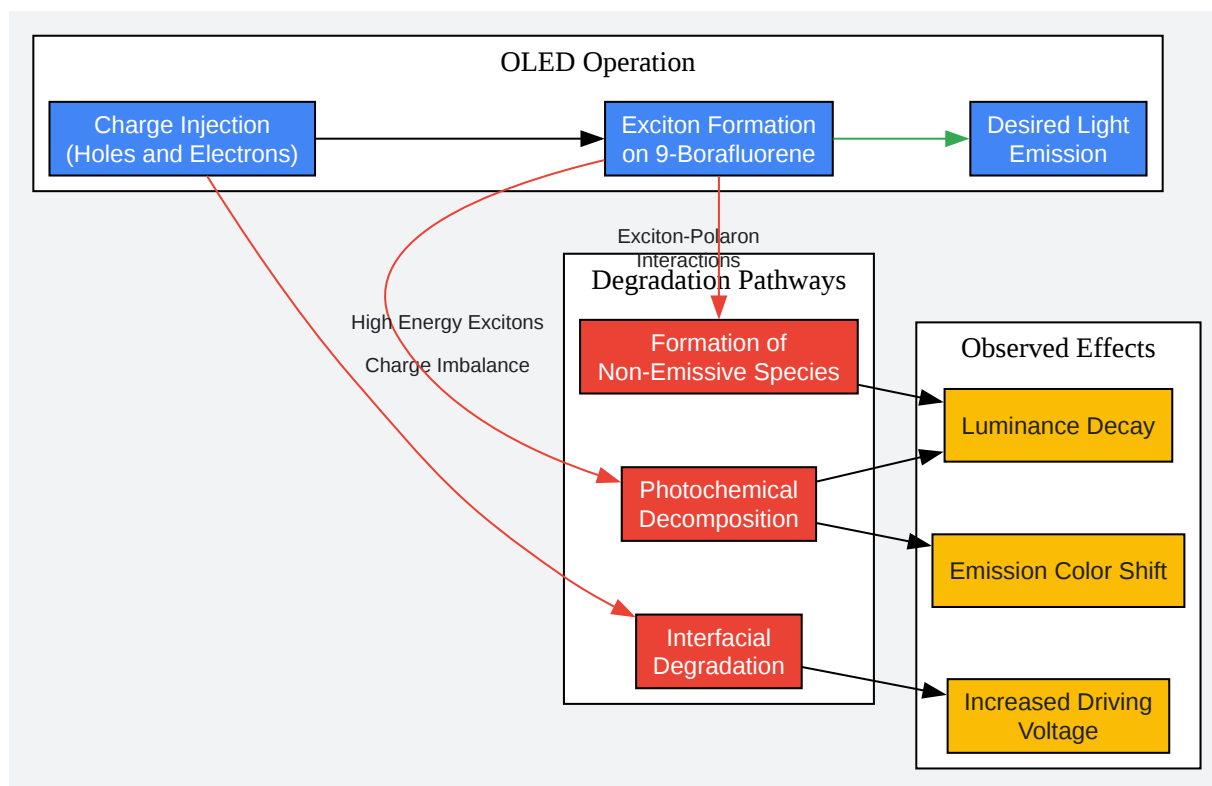 OLED Operation
Charge Injection
(Holes and Electrons)
Exciton Formation
on 9-Borafluorene
Desired Light
Emission
Exciton-Polaron
Interactions
Degradation Pathways
High Energy Excitons
Charge Imbalance
Formation of
Non-Emissive Species
Photochemical
Decomposition
Interfacial
Degradation
Observed Effects
Luminance Decay
Emission Color Shift
Increased Driving
Voltage